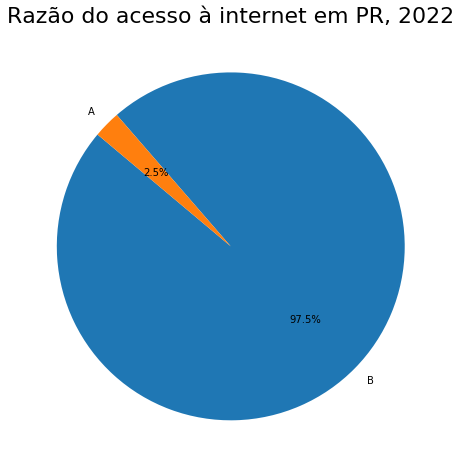 Razão do acesso à internet em PR, 2022
A
2.5%
97.5%
B